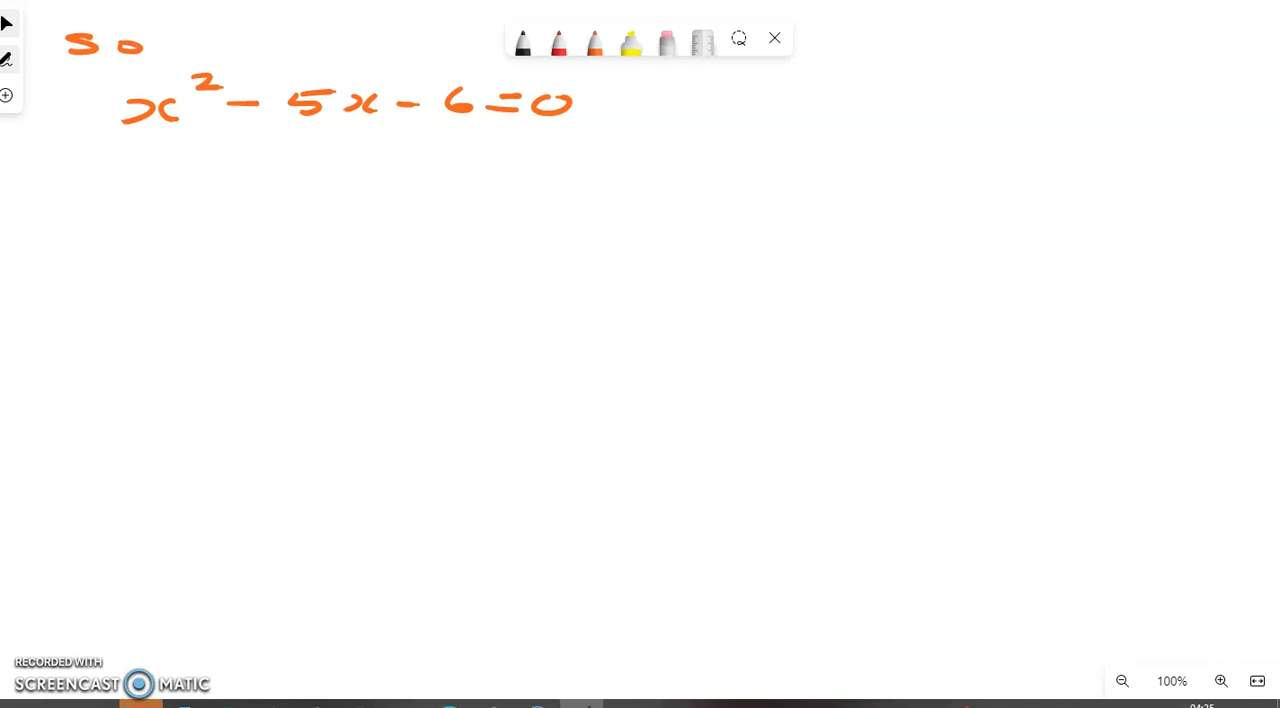 so
x² - 5x - 6 = 0
RECORDED WITH
SCREENCAST MATIC
100%